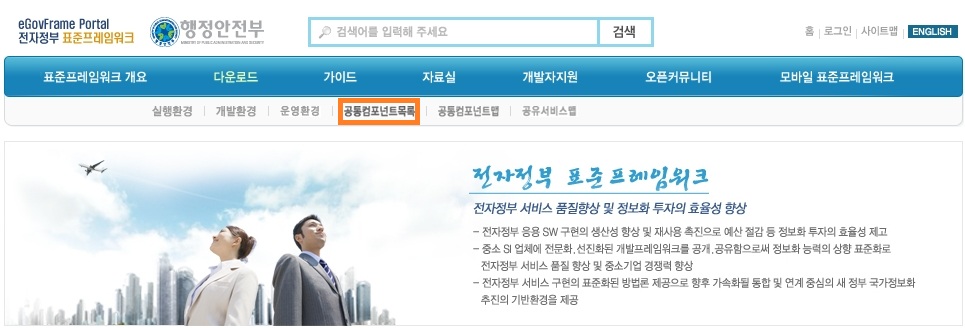 eGovFrame Portal
전자정부 표준프레임워크
행정안전부
MINISTRY OF PUBLIC ADMINISTRATION AND SECURITY
검색어를 입력해 주세요
검색
홈 | 로그인 | 사이트맵 | ENGLISH
표준프레임워크 개요 다운로드 가이드 자료실 개발자지원 오픈커뮤니티 모바일 표준프레임워크
실행환경 | 개발환경 | 운영환경 | 공통컴포넌트목록 | 공통컴포넌트맵 | 공유서비스맵
전자정부 표준프레임워크
전자정부 서비스 품질향상 및 정보화 투자의 효율성 향상
- 전자정부 응용 SW 구현의 생산성 향상 및 재사용 촉진으로 예산 절감 등 정보화 투자의 효율성 제고
- 중소 SI 업체에 전문화, 선진화된 개발프레임워크를 공개, 공유함으로써 정보화 능력의 상향 표준화로
전자정부 서비스 품질 향상 및 중소기업 경쟁력 향상
- 전자정부 서비스 구현의 표준화된 방법론 제공으로 향후 가속화될 통합 및 연계 중심의 새 정부 국가정보화
추진의 기반환경을 제공